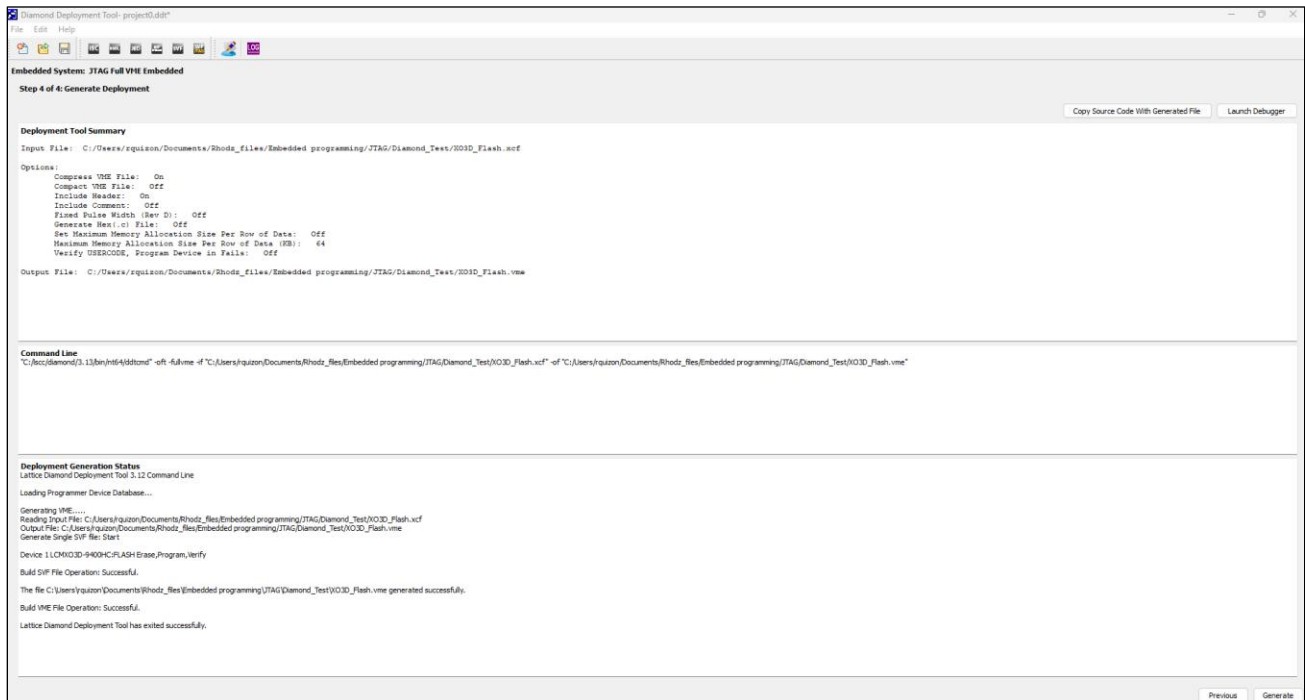 Diamond Deployment Tool- project0.ddt*
File Edit Help
LOG
Embedded System: JTAG Full VME Embedded
Step 4 of 4: Generate Deployment
Copy Source Code With Generated File Launch Debugger
Deployment Tool Summary
Input File: C:/Users/rquizon/Documents/Rhodz_files/Embedded programming/JTAG/Diamond_Test/XO3D_Flash.xcf
Options:
Compress VME File: On
Compact VME File: Off
Include Header: On
Include Comment: Off
Fixed Pulse Width (Rev D): Off
Generate Hex(.c) File: Off
Set Maximum Memory Allocation Size Per Row of Data: Off
Maximum Memory Allocation Size Per Row of Data (KB): 64
Verify USERCODE, Program Device in Fails: Off
Output File: C:/Users/rquizon/Documents/Rhodz_files/Embedded programming/JTAG/Diamond_Test/XO3D_Flash.vme
Command Line
"C:/lscc/diamond/3.13/bin/nt64/ddtcmd" -oft -fullvme -if "C:/Users/rquizon/Documents/Rhodz_files/Embedded programming/JTAG/Diamond_Test/XO3D_Flash.xcf" -of "C:/Users/rquizon/Documents/Rhodz_files/Embedded programming/JTAG/Diamond_Test/XO3D_Flash.vme"
Deployment Generation Status
Lattice Diamond Deployment Tool 3.12 Command Line
Loading Programmer Device Database...
Generating VME.....
Reading Input File: C:/Users/rquizon/Documents/Rhodz_files/Embedded programming/JTAG/Diamond_Test/XO3D_Flash.xcf
Output File: C:/Users/rquizon/Documents/Rhodz_files/Embedded programming/JTAG/Diamond_Test/XO3D_Flash.vme
Generate Single SVF file: Start
Device 1 LCMXO3D-9400HC:FLASH Erase,Program,Verify
Build SVF File Operation: Successful.
The file C:\Users\rquizon\Documents\Rhodz_files\Embedded programming\JTAG\Diamond_Test\XO3D_Flash.vme generated successfully.
Build VME File Operation: Successful.
Lattice Diamond Deployment Tool has exited successfully.
Previous Generate